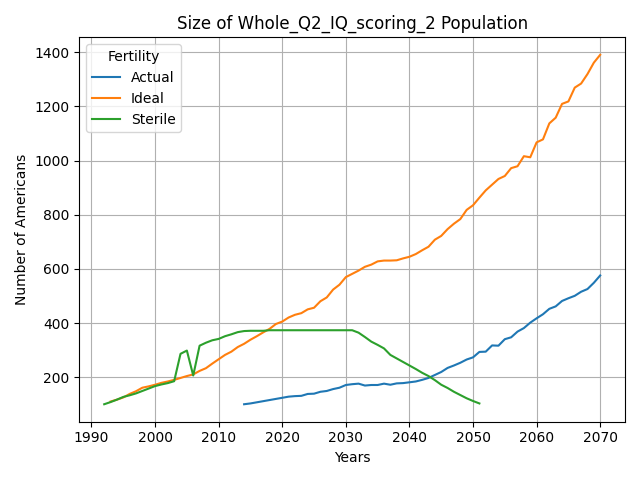 Size of Whole_Q2_IQ_scoring_2 Population
Fertility
Actual
Ideal
Sterile
Number of Americans
1400
1200
1000
800
600
400
200
1990 2000 2010 2020 2030 2040 2050 2060 2070
Years